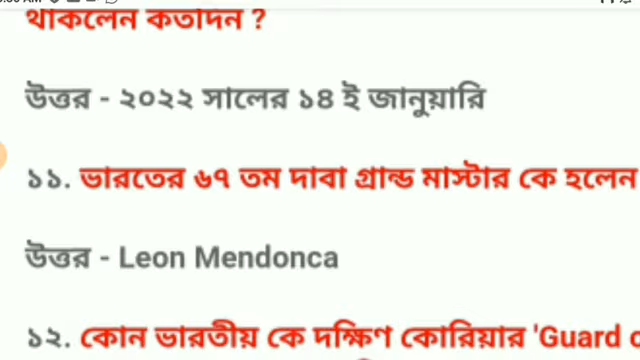 থাকলেন কতদিন ?
উত্তর - ২০২২ সালের ১৪ ই জানুয়ারি
১১. ভারতের ৬৭ তম দাবা গ্রান্ড মাস্টার কে হলেন
উত্তর - Leon Mendonca
১২. কোন ভারতীয় কে দক্ষিণ কোরিয়ার 'Guard